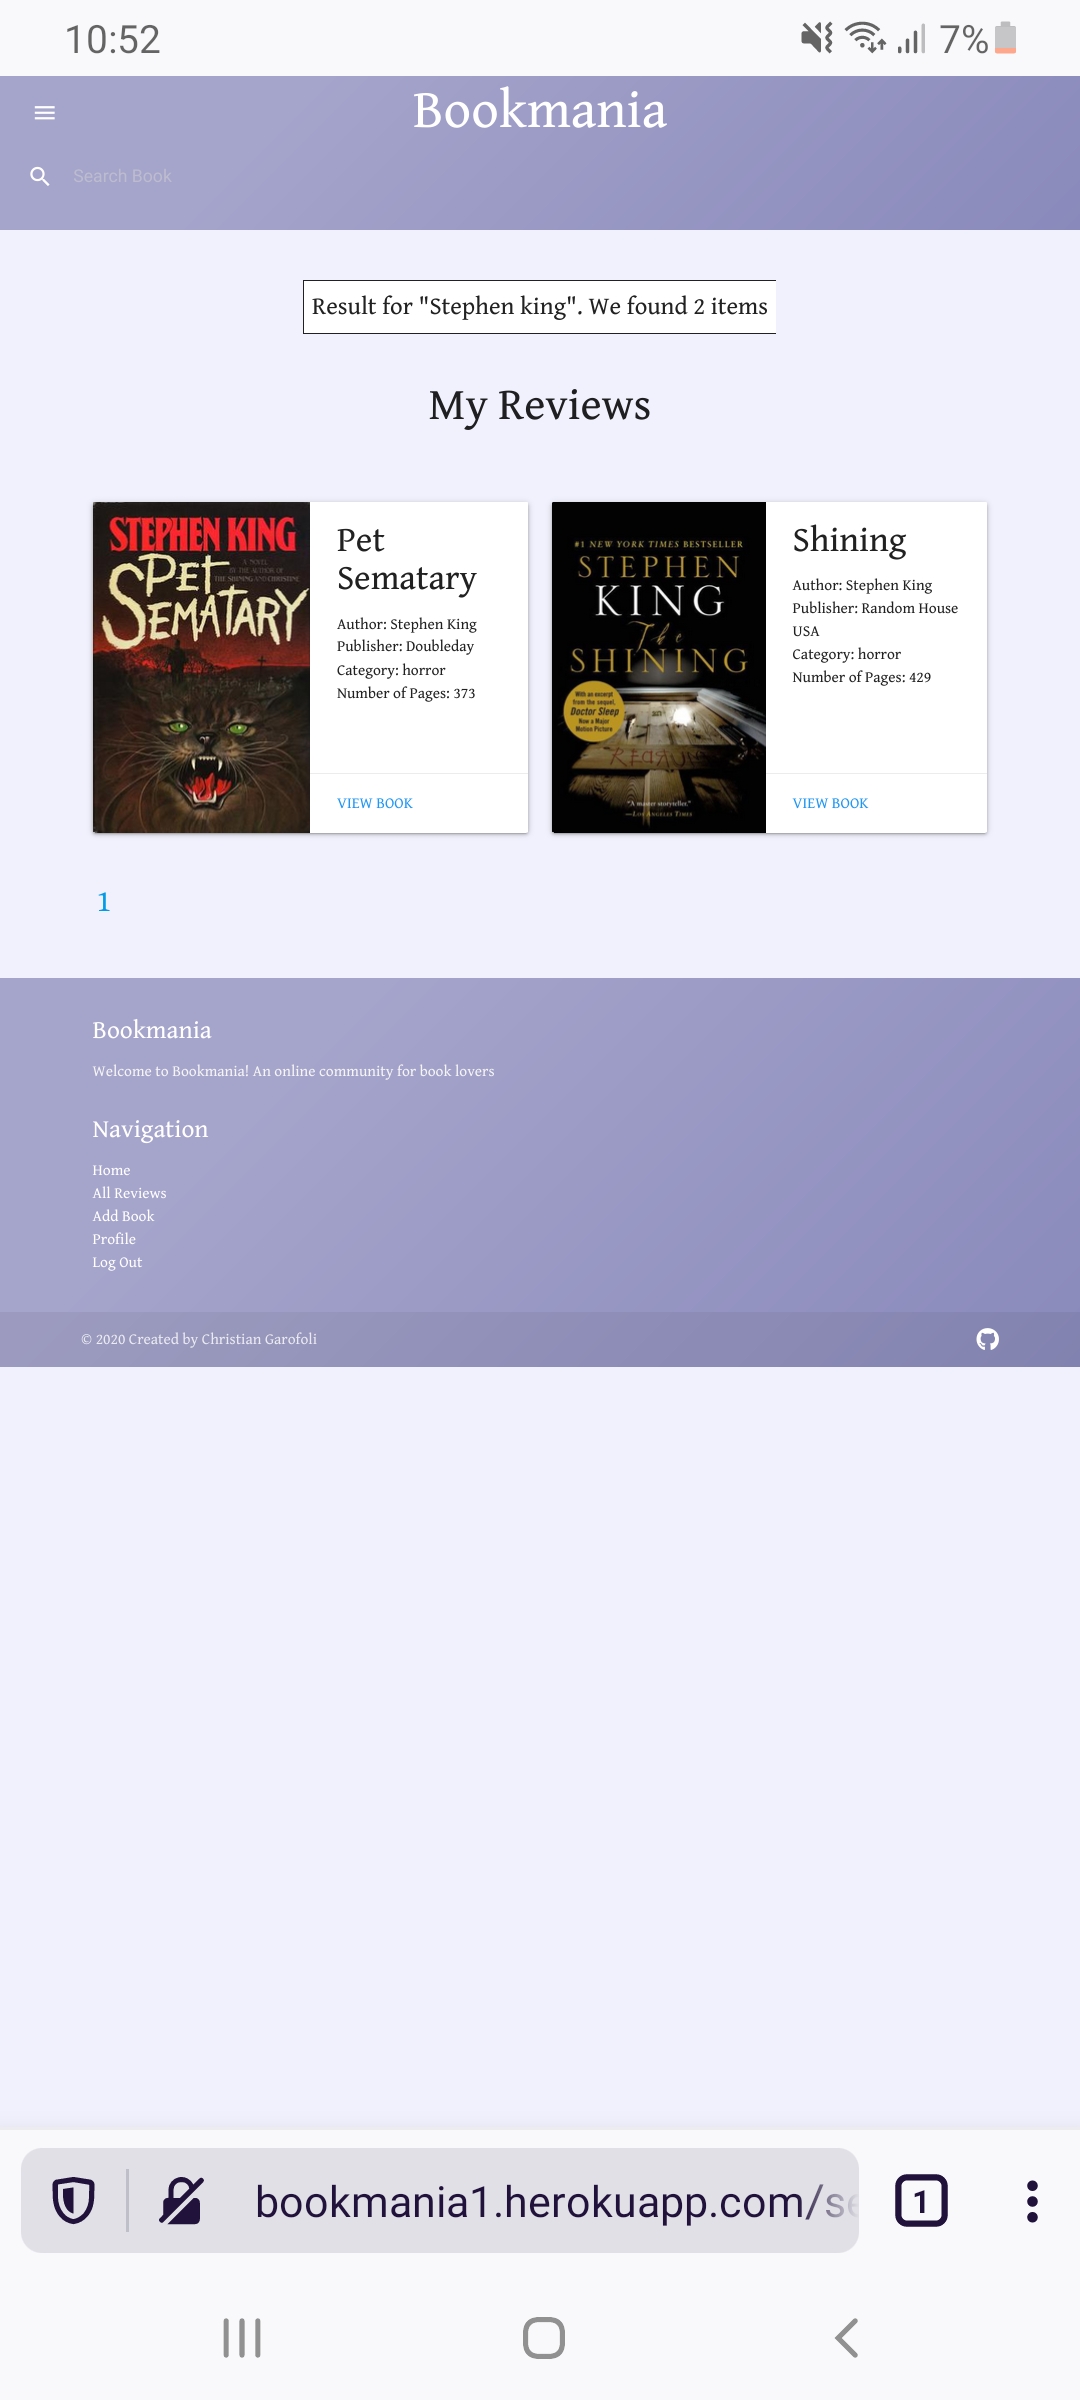 10:52
7%
Bookmania
Search Book
Result for "Stephen king". We found 2 items
My Reviews
STEPHEN KING
PET
SEMATARY
A NOVEL
BY THE AUTHOR OF
THE SHINING AND CHRISTINE
Pet
Sematary
Author: Stephen King
Publisher: Doubleday
Category: horror
Number of Pages: 373
VIEW BOOK
#1 NEW YORK TIMES BESTSELLER
STEPHEN
KING
The
SHINING
With an excerpt
from the sequel,
Doctor Sleep
Now a Major
Motion Picture
REDRUM
"A master storyteller."
—LOS ANGELES TIMES
Shining
Author: Stephen King
Publisher: Random House
USA
Category: horror
Number of Pages: 429
VIEW BOOK
1
Bookmania
Welcome to Bookmania! An online community for book lovers
Navigation
Home
All Reviews
Add Book
Profile
Log Out
© 2020 Created by Christian Garofoli
bookmania1.herokuapp.com/se
1